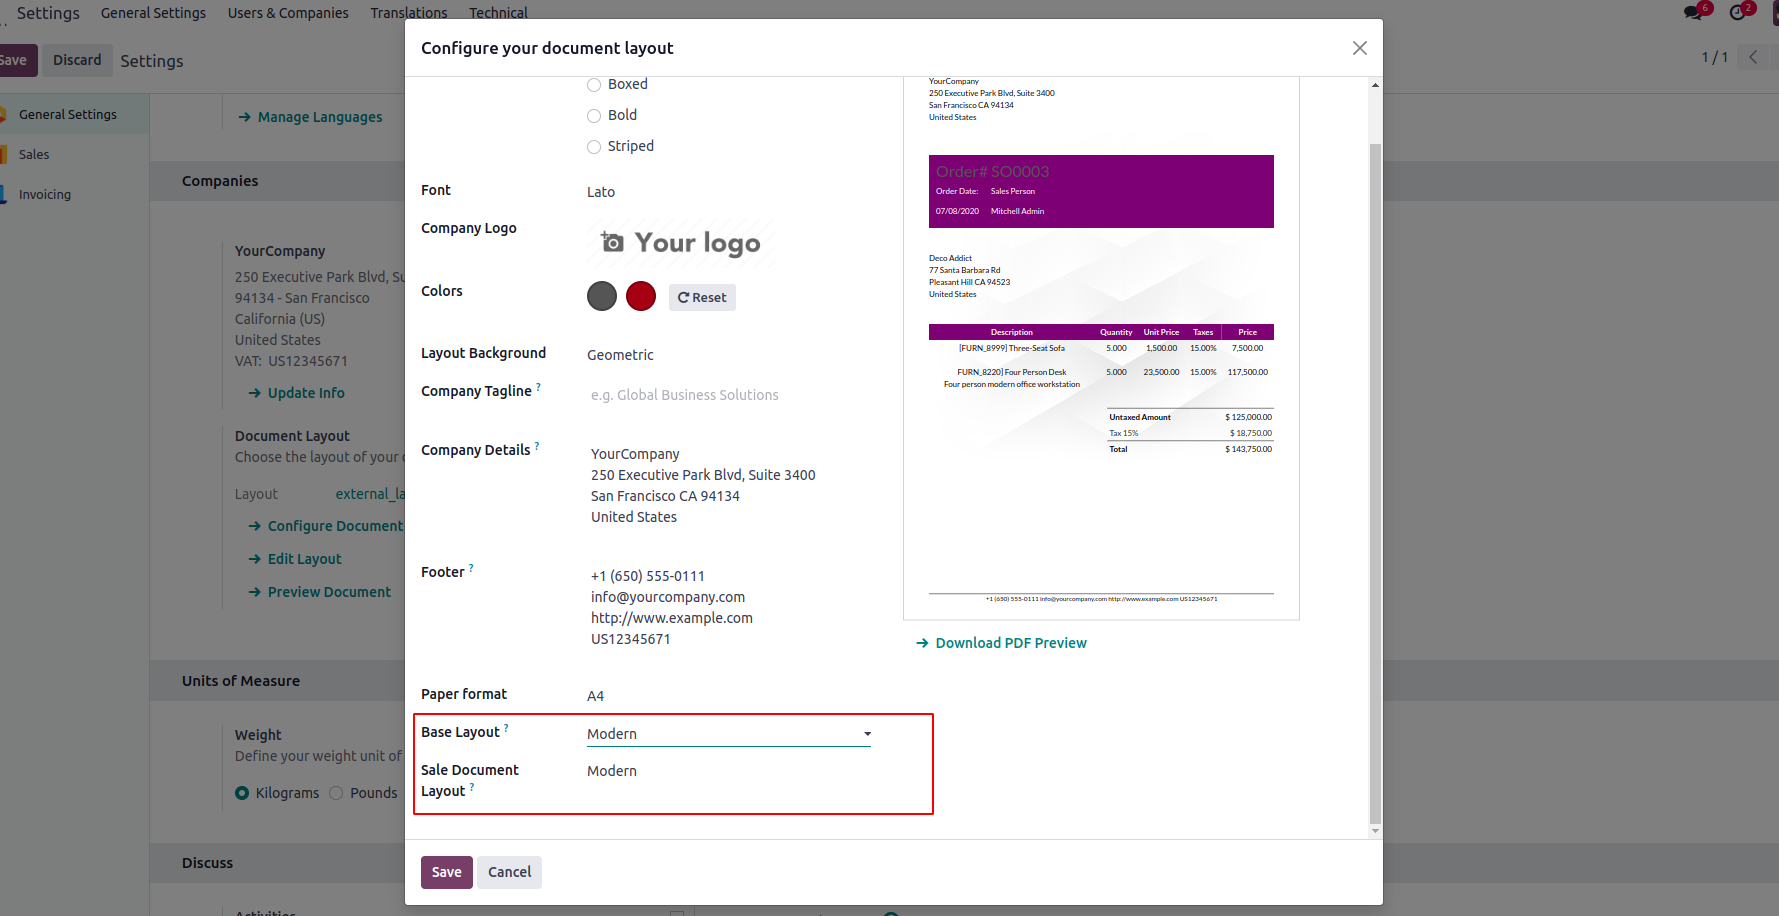 Settings General Settings Users & Companies Translations Technical 6 2
Save Discard Settings 1 / 1
General Settings
Sales
Invoicing
→ Manage Languages
Companies
YourCompany
250 Executive Park Blvd, Su
94134 - San Francisco
California (US)
United States
VAT: US12345671
→ Update Info
Document Layout
Choose the layout of your
Layout external_la
→ Configure Document
→ Edit Layout
→ Preview Document
Units of Measure
Weight
Define your weight unit of
Kilograms Pounds
Discuss
Activities
Configure your document layout
Boxed
Bold
Striped
Font Lato
Company Logo Your logo
Colors Reset
Layout Background Geometric
Company Tagline ? e.g. Global Business Solutions
Company Details ? YourCompany
250 Executive Park Blvd, Suite 3400
San Francisco CA 94134
United States
Footer ? +1 (650) 555-0111
info@yourcompany.com
http://www.example.com
US12345671
Paper format A4
Base Layout ? Modern
Sale Document Modern
Layout ?
Save Cancel
YourCompany
250 Executive Park Blvd, Suite 3400
San Francisco CA 94134
United States
Order# SO0003
Order Date: Sales Person
07/08/2020 Mitchell Admin
Deco Addict
77 Santa Barbara Rd
Pleasant Hill CA 94523
United States
Description Quantity Unit Price Taxes Price
[FURN_8999] Three-Seat Sofa 5.000 1,500.00 15.00% 7,500.00
FURN_8220] Four Person Desk 5.000 23,500.00 15.00% 117,500.00
Four person modern office workstation
Untaxed Amount $ 125,000.00
Tax 15% $ 18,750.00
Total $ 143,750.00
+1 (650) 555-0111 info@yourcompany.com http://www.example.com US12345671
→ Download PDF Preview